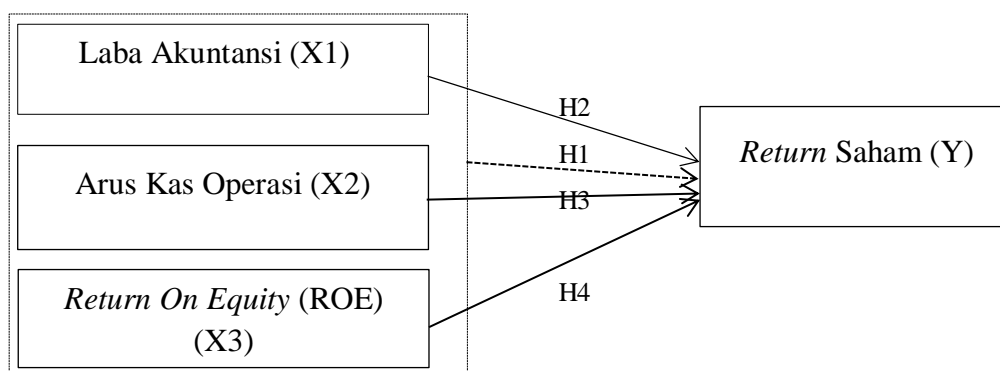 Laba Akuntansi (X1)
H2
Return Saham (Y)
H1
Arus Kas Operasi (X2)
H3
Return On Equity (ROE)
(X3)
H4